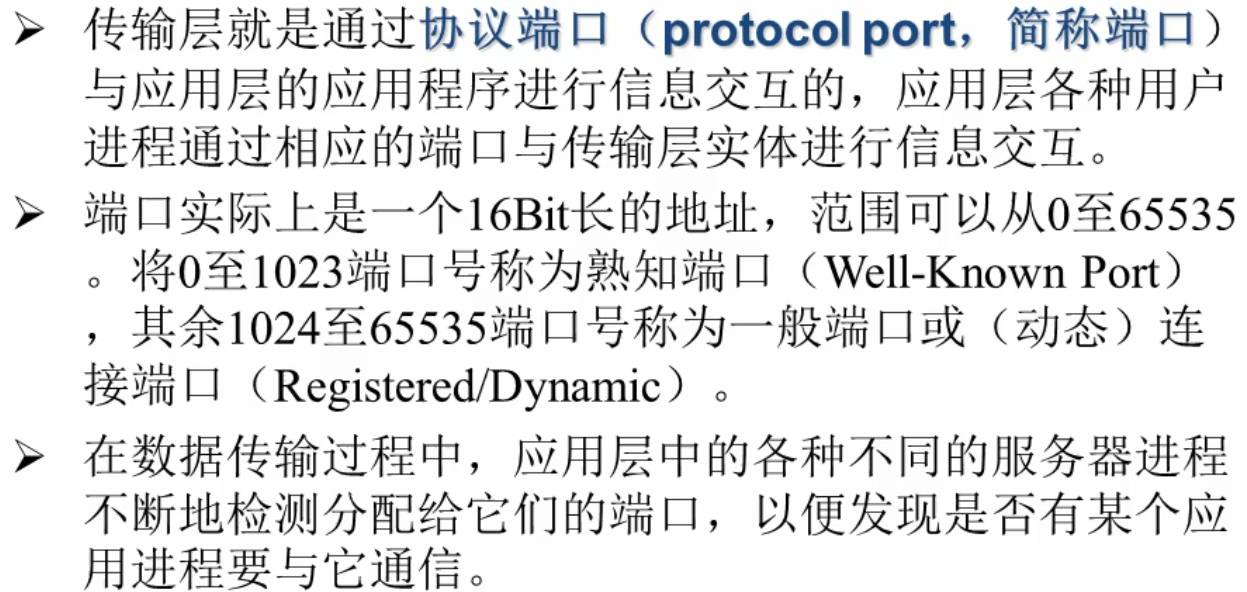 ➢ 传输层就是通过协议端口（protocol port，简称端口）
与应用层的应用程序进行信息交互的，应用层各种用户
进程通过相应的端口与传输层实体进行信息交互。
➢ 端口实际上是一个16Bit长的地址，范围可以从0至65535
。将0至1023端口号称为熟知端口（Well-Known Port）
，其余1024至65535端口号称为一般端口或（动态）连
接端口（Registered/Dynamic）。
➢ 在数据传输过程中，应用层中的各种不同的服务器进程
不断地检测分配给它们的端口，以便发现是否有某个应
用进程要与它通信。